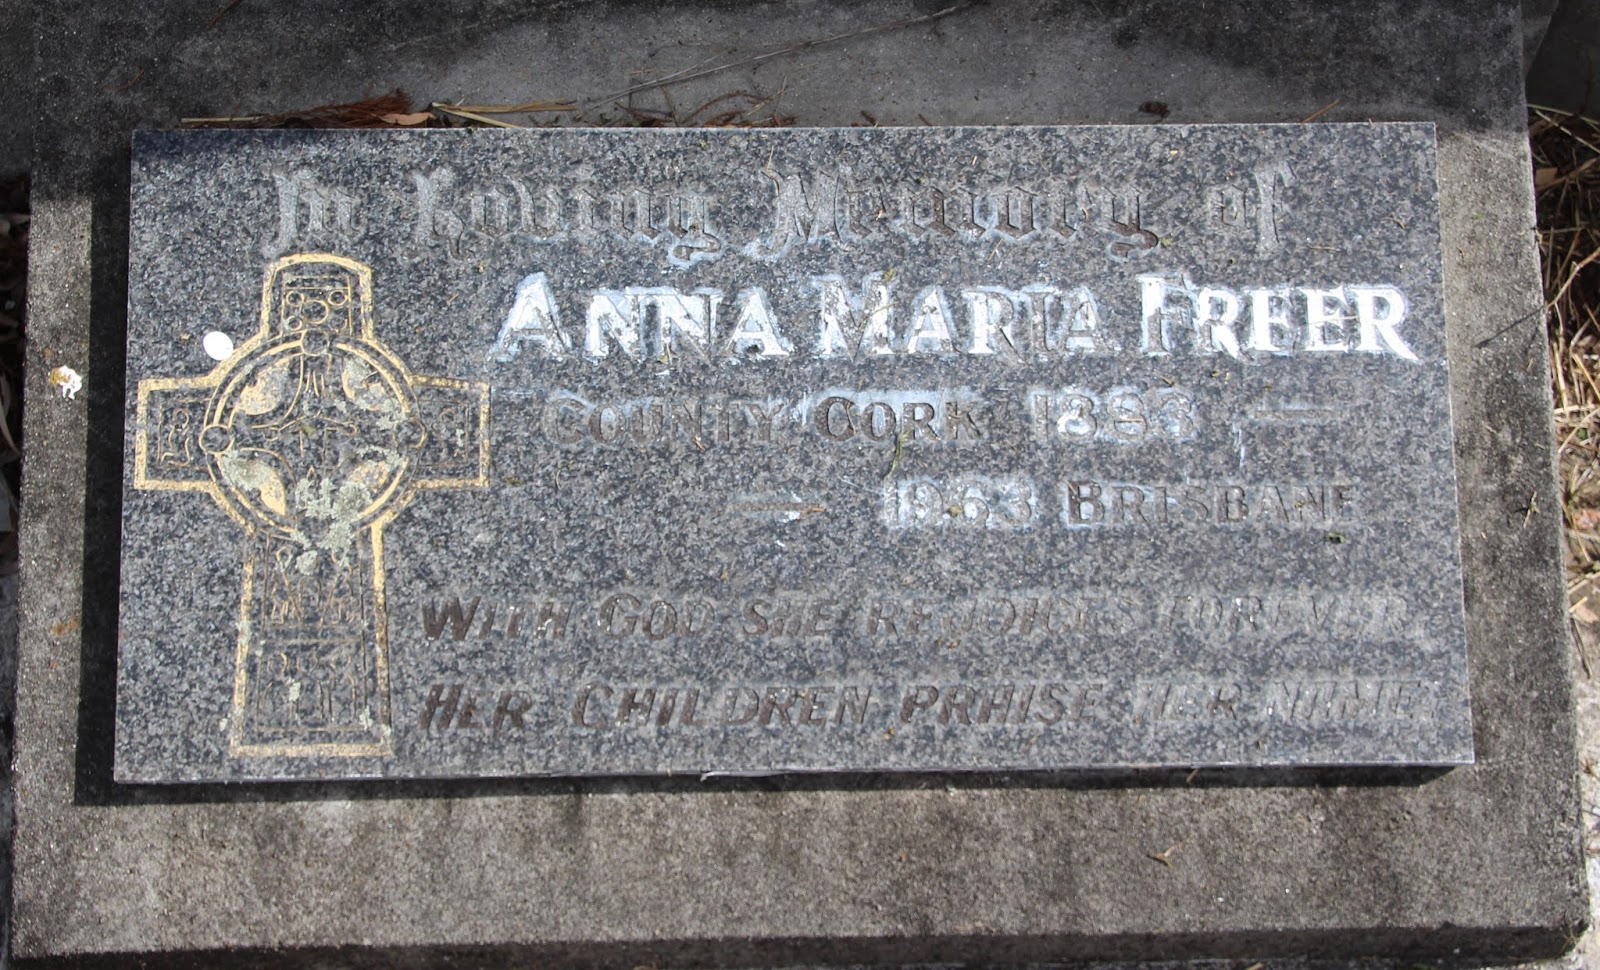 In Loving Memory of
ANNA MARIA FREER
COUNTY CORK 1883 —
— 1963 BRISBANE
WITH GOD SHE REJOICES FOREVER
HER CHILDREN PRAISE HER NAME